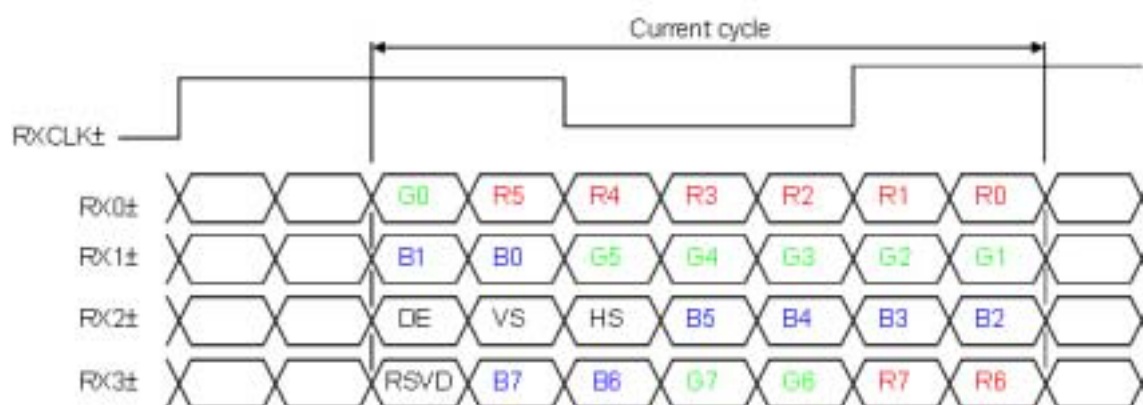 Current cycle
RXCLK±
RX0± G0 R5 R4 R3 R2 R1 R0
RX1± B1 B0 G5 G4 G3 G2 G1
RX2± DE VS HS B5 B4 B3 B2
RX3± RSVD B7 B6 G7 G6 R7 R6